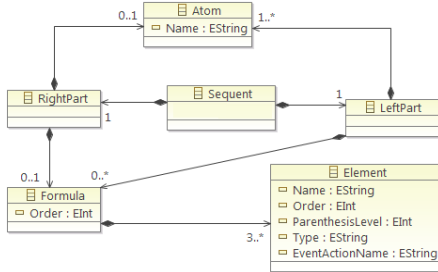 Atom
Name : EString
0..1
1..*
RightPart
Sequent
LeftPart
1
1
0..1
0..*
Formula
Order : EInt
3..*
Element
Name : EString
Order : EInt
ParenthesisLevel : EInt
Type : EString
EventActionName : EString